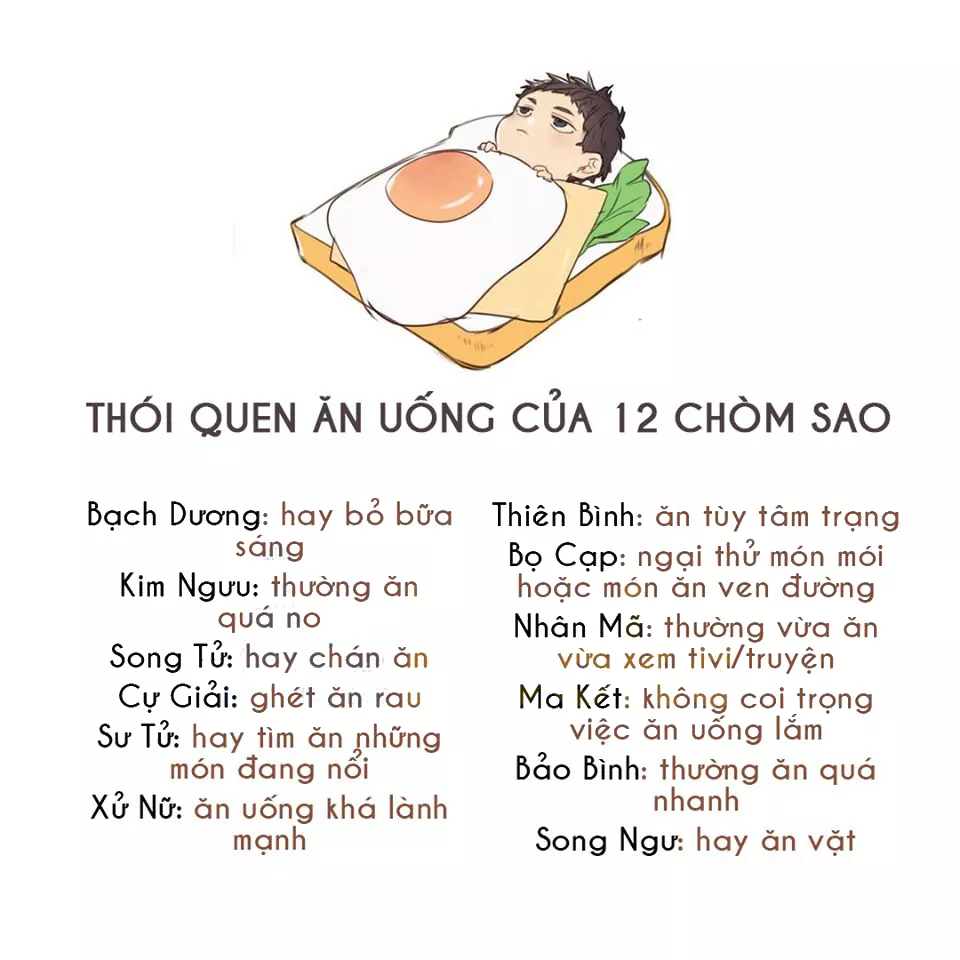 THÓI QUEN ĂN UỐNG CỦA 12 CHÒM SAO
Bạch Dương: hay bỏ bữa
sáng
Kim Ngưu: thường ăn
quá no
Song Tử: hay chán ăn
Cự Giải: ghét ăn rau
Sư Tử: hay tìm ăn những
món đang nổi
Xử Nữ: ăn uống khá lành
mạnh
Thiên Bình: ăn tùy tâm trạng
Bọ Cạp: ngại thử món mói
hoặc món ăn ven đường
Nhân Mã: thường vừa ăn
vừa xem tivi/truyện
Ma Kết: không coi trọng
việc ăn uống lắm
Bảo Bình: thường ăn quá
nhanh
Song Ngư: hay ăn vặt